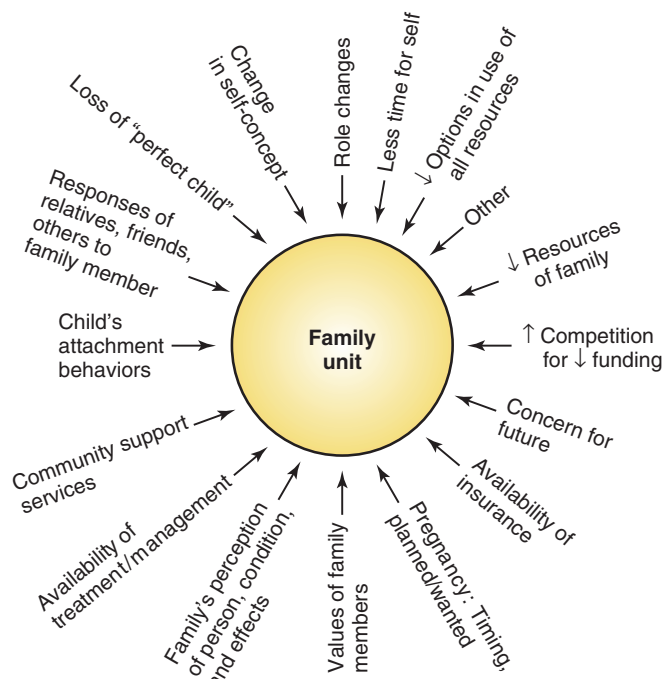 Family
unit
Role changes
Less time for self
↓ Options in use of
all resources
Other
↓ Resources
of family
↑ Competition
for ↓ funding
Concern for
future
Availability of
insurance
Pregnancy: Timing,
planned/wanted
Values of family
members
Family's perception
of person, condition,
and effects
Availability of
treatment/management
Community support
services
Child's
attachment
behaviors
Responses of
relatives, friends,
others to
family member
Loss of “perfect child”
Change
in self-concept